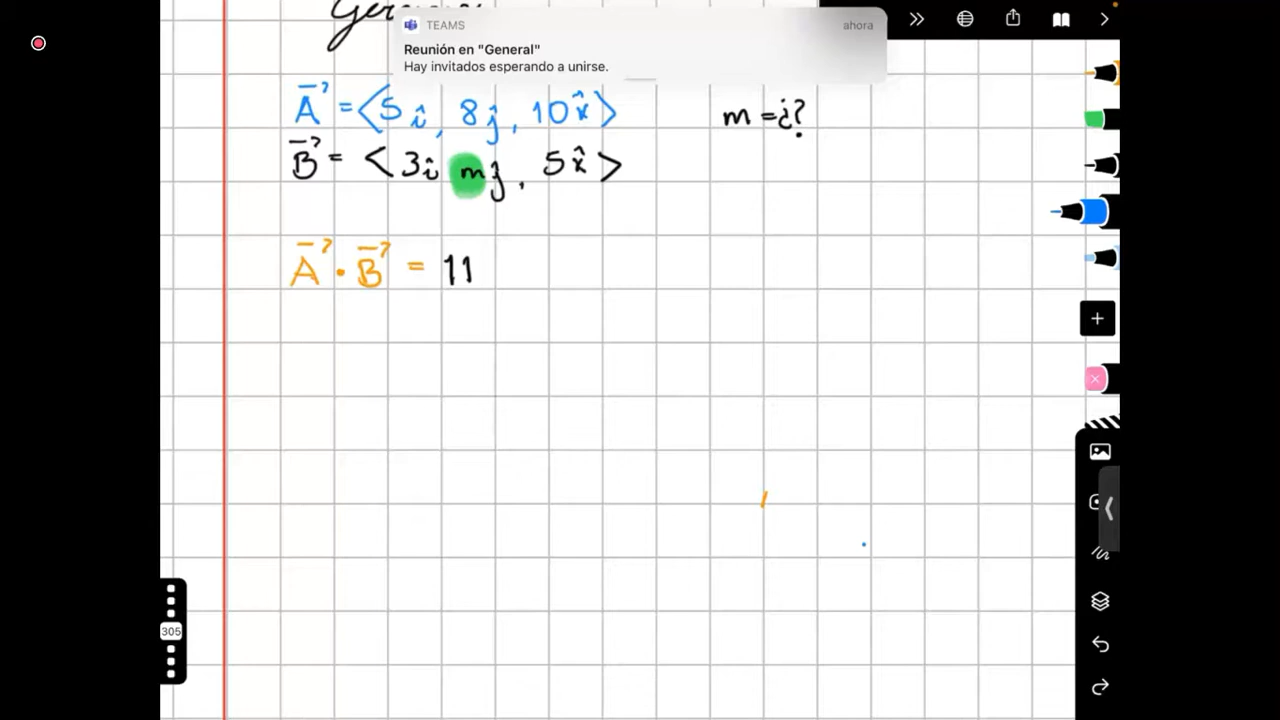 TEAMS ahora
Reunión en "General"
Hay invitados esperando a unirse.
A⃗ = <5î, 8ĵ, 10x̂>
m = ¿?
B⃗ = <3î mĵ, 5x̂>
A⃗ · B⃗ = 11
305